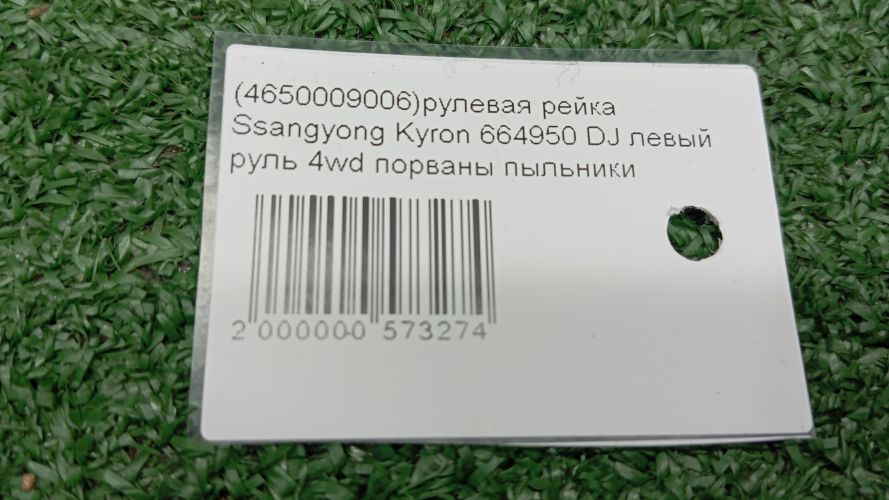 (4650009006)рулевая рейка
Ssangyong Kyron 664950 DJ левый
руль 4wd порваны пыльники
2 000000 573274